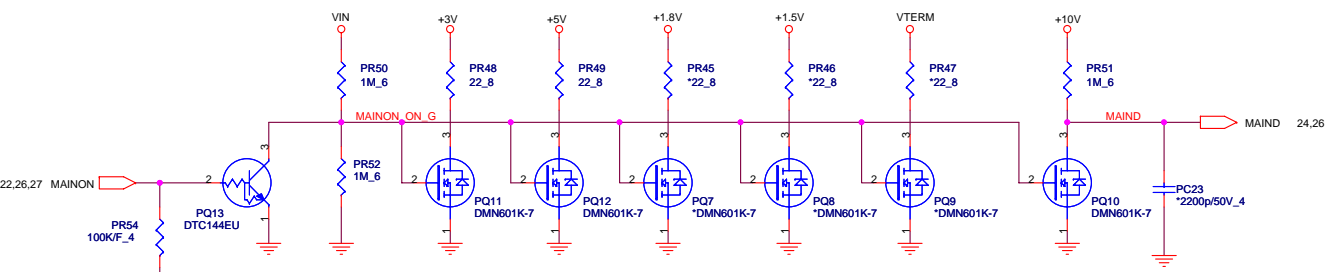 VIN
+3V
+5V
+1.8V
+1.5V
VTERM
+10V
PR50
1M_6
PR48
22_8
PR49
22_8
PR45
*22_8
PR46
*22_8
PR47
*22_8
PR51
1M_6
MAINON_ON_G
MAIND
MAIND 24,26
3
3
3
3
3
3
3
PR52
1M_6
22,26,27 MAINON
2
2
2
2
2
2
2
PQ13
DTC144EU
PQ11
DMN601K-7
PQ12
DMN601K-7
PQ7
*DMN601K-7
PQ8
*DMN601K-7
PQ9
*DMN601K-7
PQ10
DMN601K-7
PC23
*2200p/50V_4
1
1
1
1
1
1
1
PR54
100K/F_4